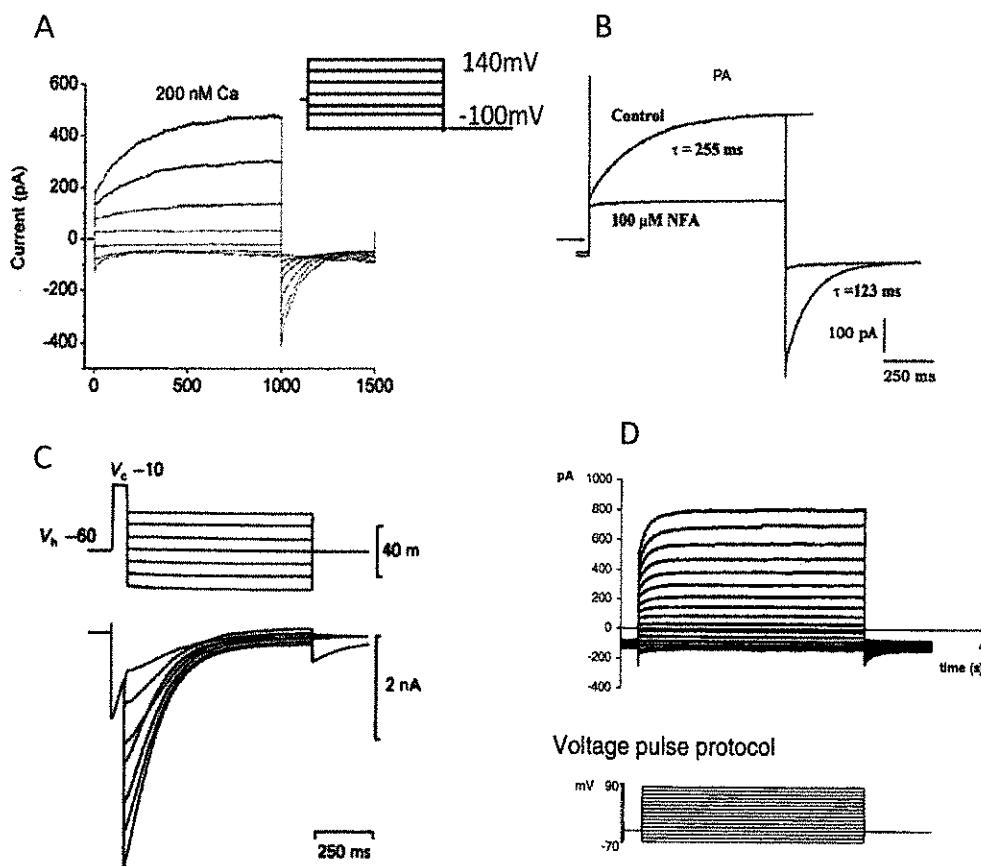 A
200 nM Ca
140mV
-100mV
Current (pA)
600
400
200
0
-200
-400
0
500
1000
1500
B
PA
Control
τ = 255 ms
100 μM NFA
τ =123 ms
100 pA
250 ms
C
Vc −10
Vh −60
40 m
2 nA
250 ms
D
pA
1000
800
600
400
200
0
-200
-400
time (s)
Voltage pulse protocol
mV
90
-70